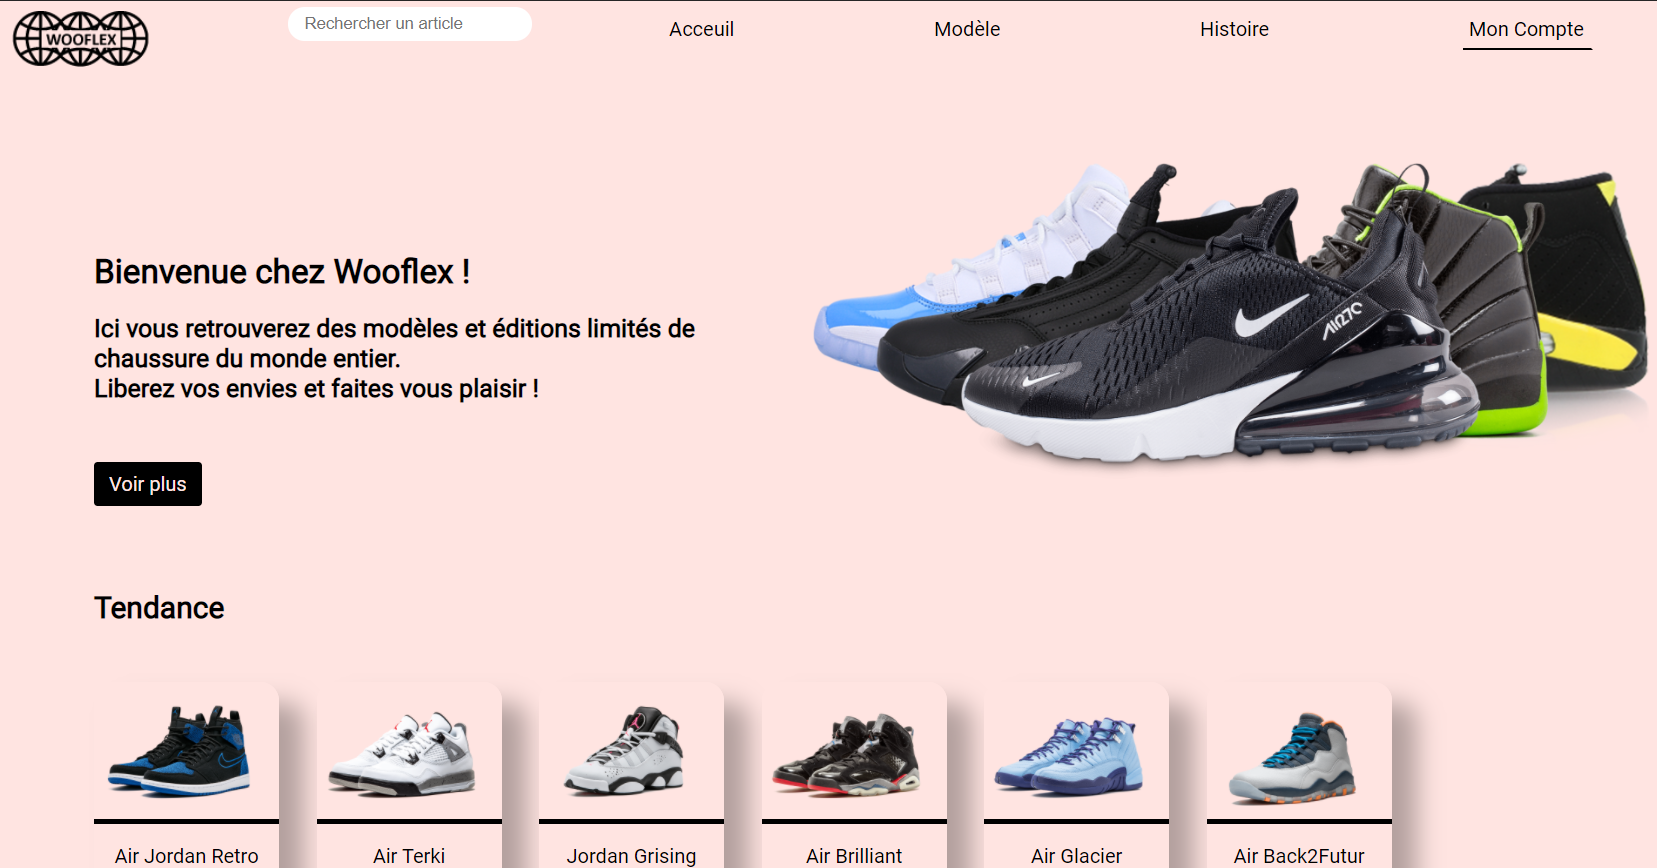 WOOFLEX
Rechercher un article
Acceuil
Modèle
Histoire
Mon Compte
Bienvenue chez Wooflex !
Ici vous retrouverez des modèles et éditions limités de
chaussure du monde entier.
Liberez vos envies et faites vous plaisir !
AIR27C
Voir plus
Tendance
Air Jordan Retro
Air Terki
Jordan Grising
Air Brilliant
Air Glacier
Air Back2Futur